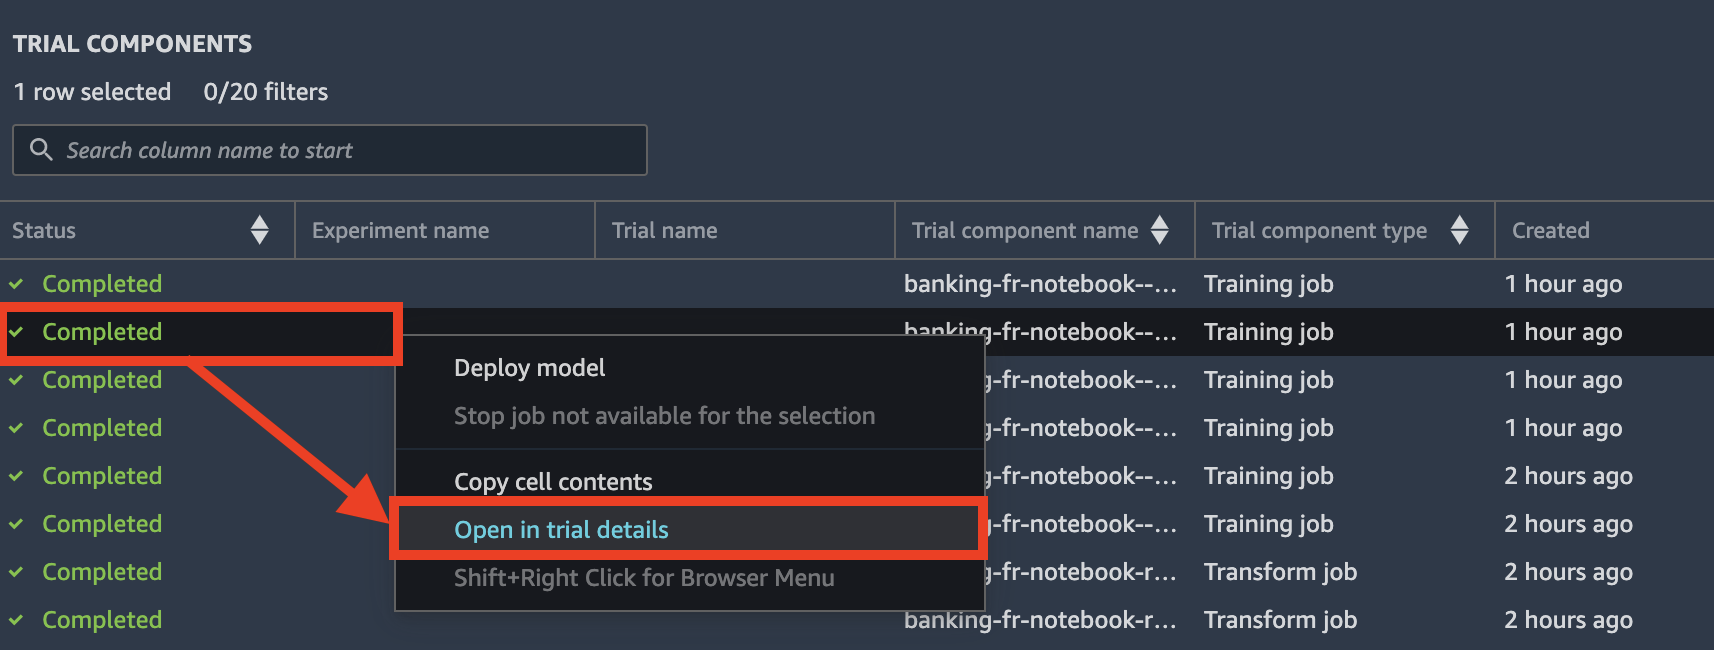 TRIAL COMPONENTS
1 row selected 0/20 filters
Search column name to start
Status Experiment name Trial name Trial component name Trial component type Created
Completed banking-fr-notebook--... Training job 1 hour ago
Completed banking-fr-notebook--... Training job 1 hour ago
Deploy model
Completed g-fr-notebook--... Training job 1 hour ago
Stop job not available for the selection
Completed g-fr-notebook--... Training job 1 hour ago
Copy cell contents
Completed g-fr-notebook--... Training job 2 hours ago
Open in trial details
Completed g-fr-notebook--... Training job 2 hours ago
Shift+Right Click for Browser Menu
Completed g-fr-notebook-r... Transform job 2 hours ago
Completed banking-fr-notebook-r... Transform job 2 hours ago